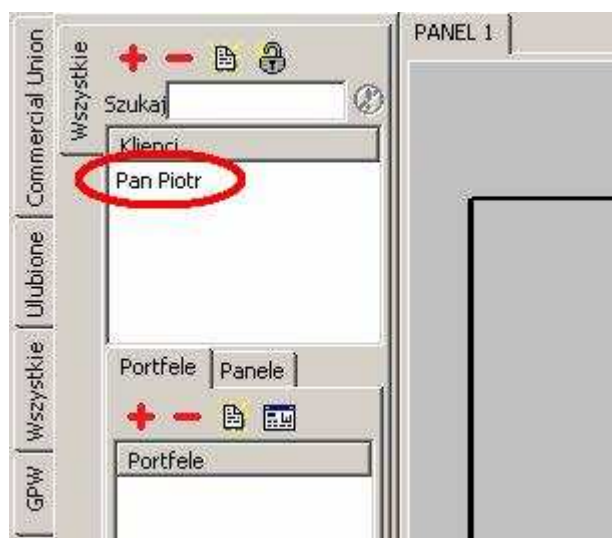 Commercial Union
Ulubione
Wszystkie
GPW
Wszystkie
Szukaj
Klienci
Pan Piotr
Portfele
Panele
Portfele
PANEL 1